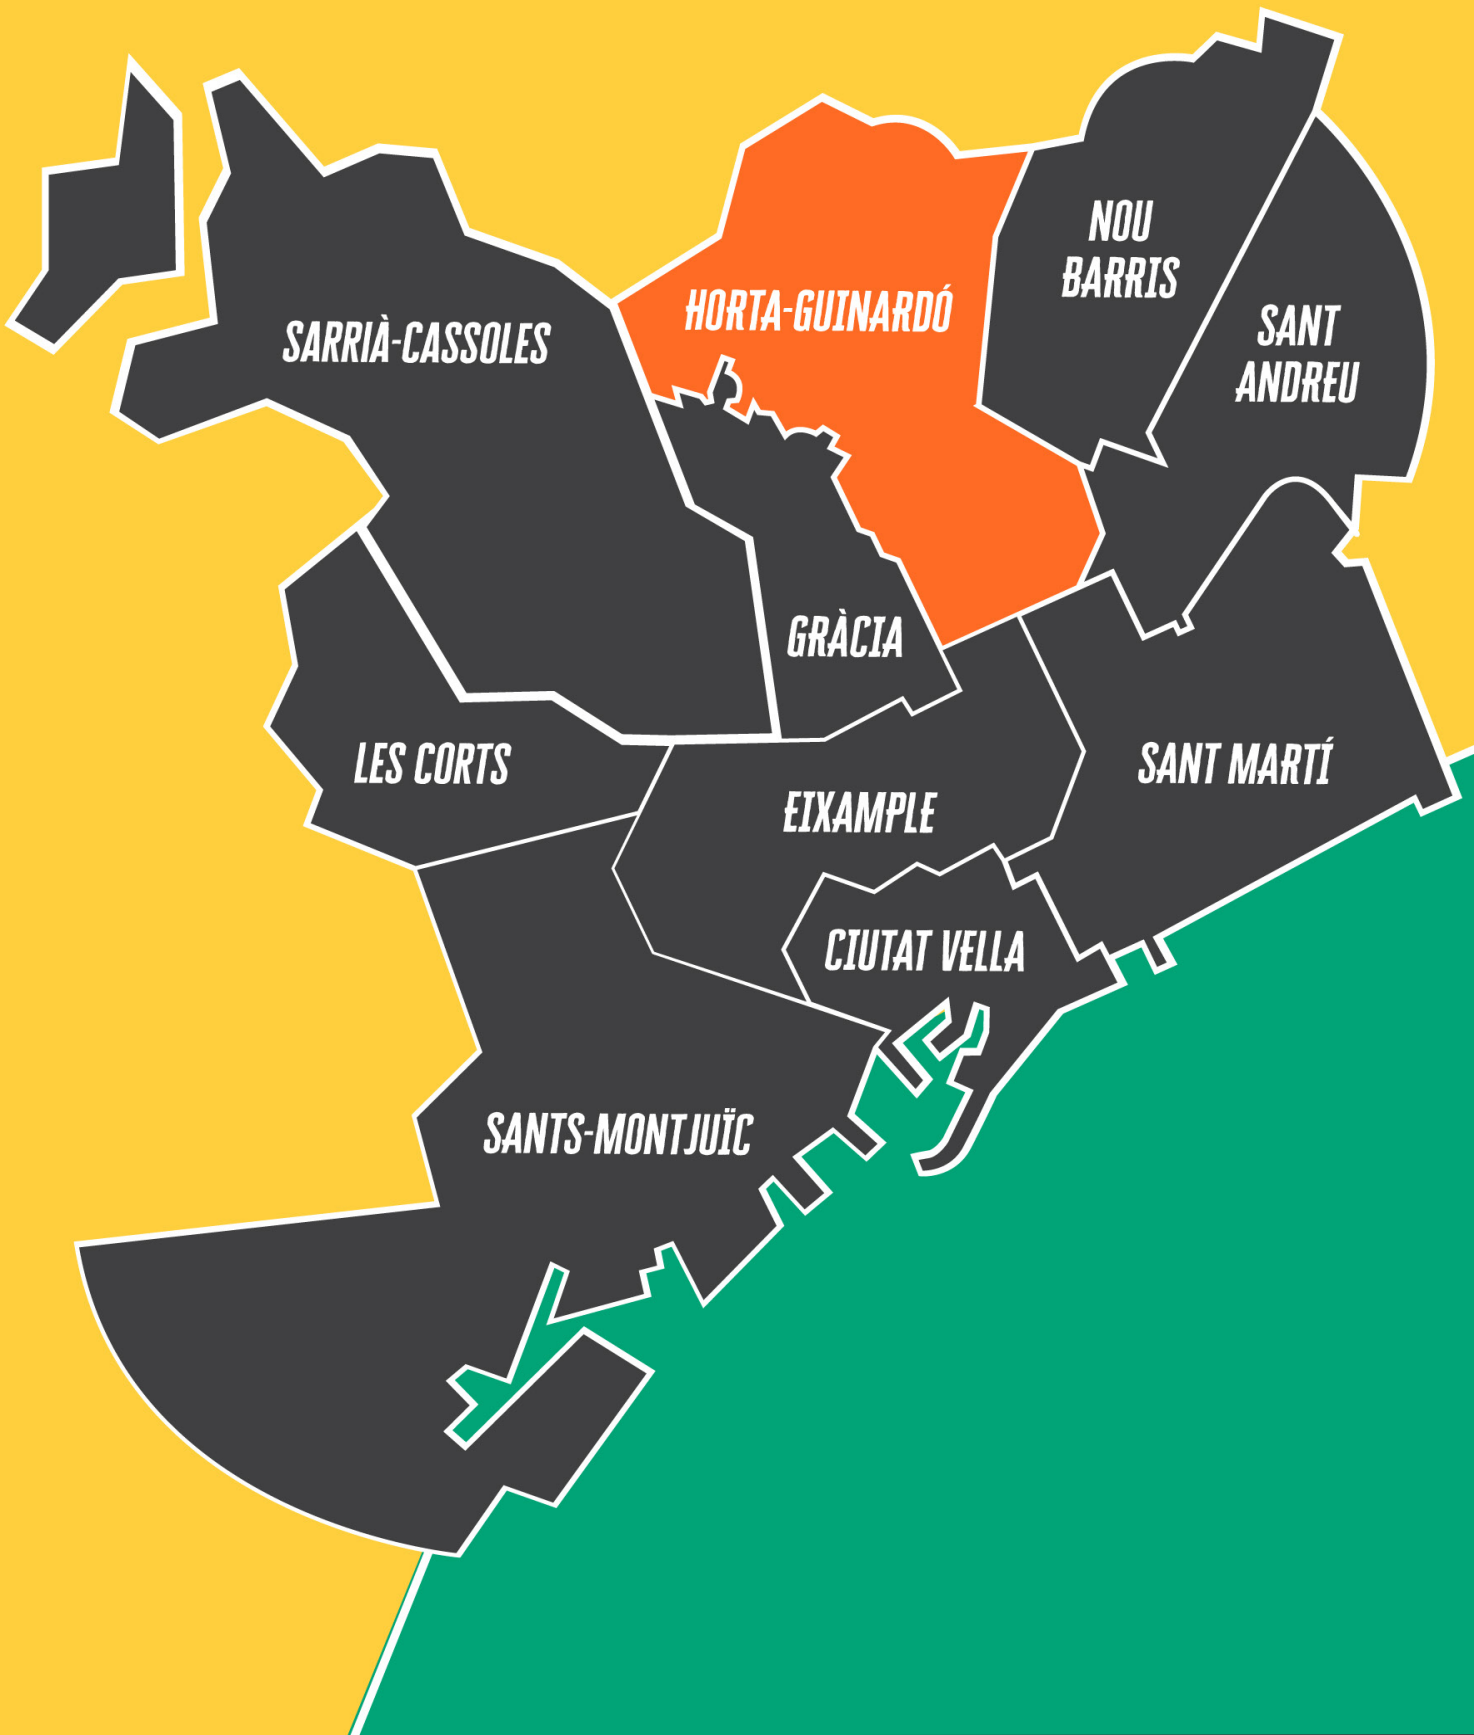 NOU
BARRIS
HORTA-GUINARDÓ
SANT
ANDREU
SARRIÀ-CASSOLES
GRÀCIA
LES CORTS
SANT MARTÍ
EIXAMPLE
CIUTAT VELLA
SANTS-MONTJUÏC